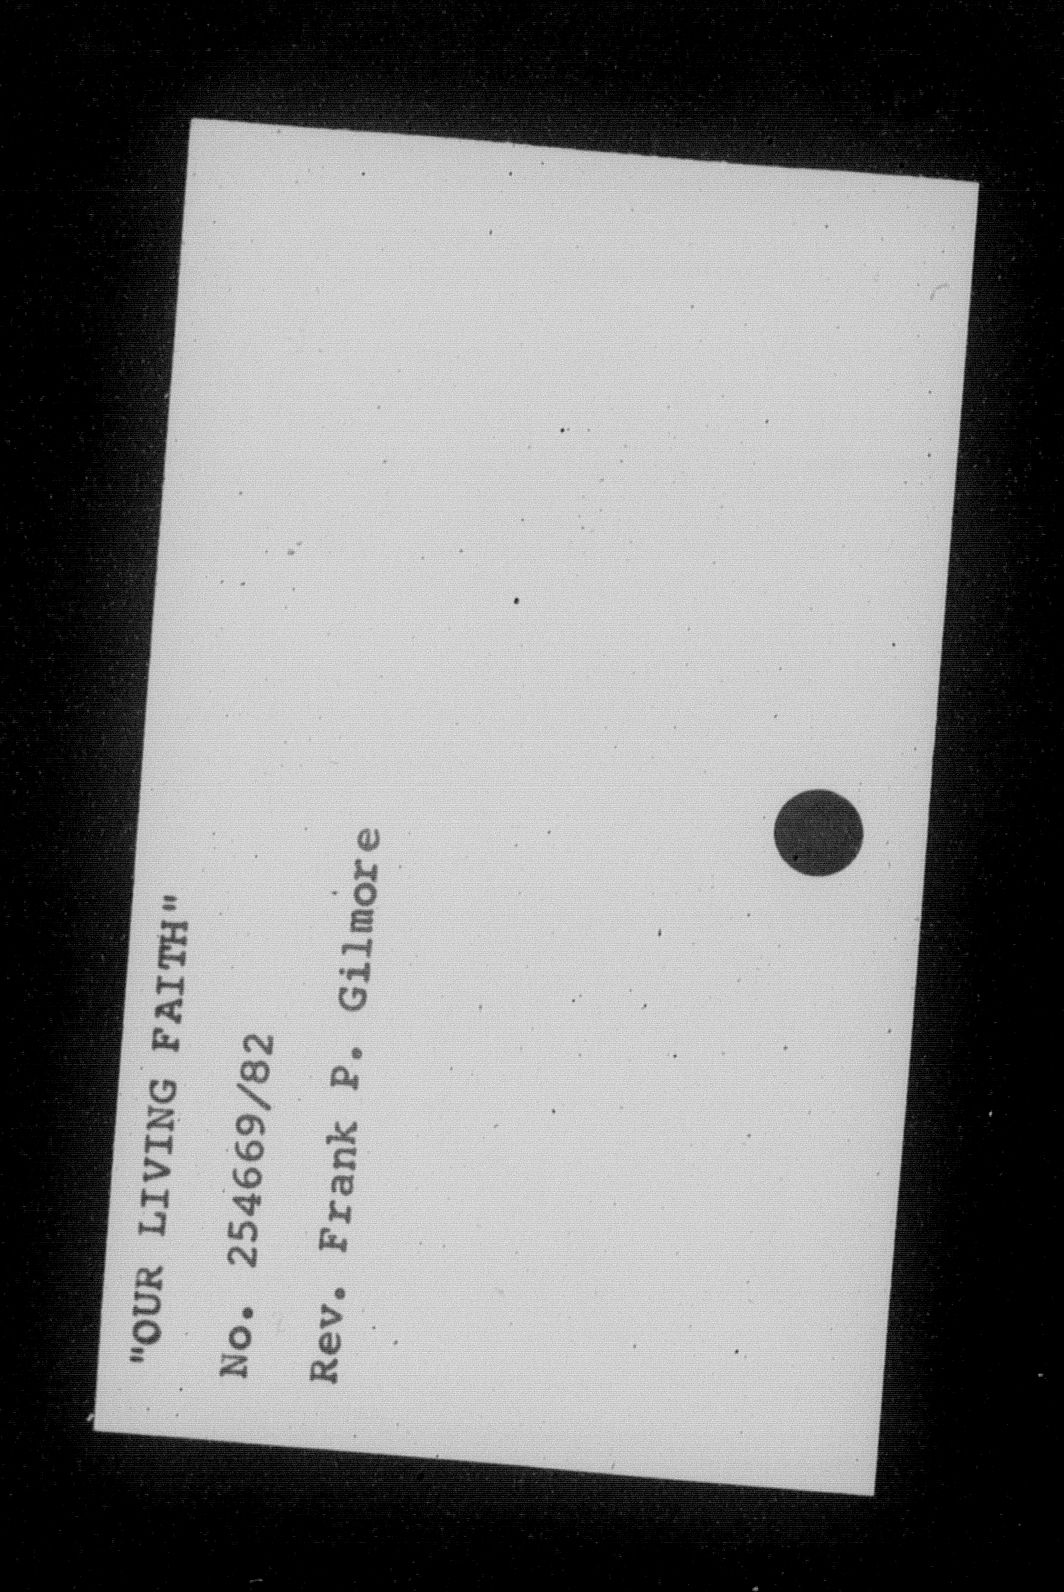 "OUR LIVING FAITH"
No. 254669/82
Rev. Frank P. Gilmore